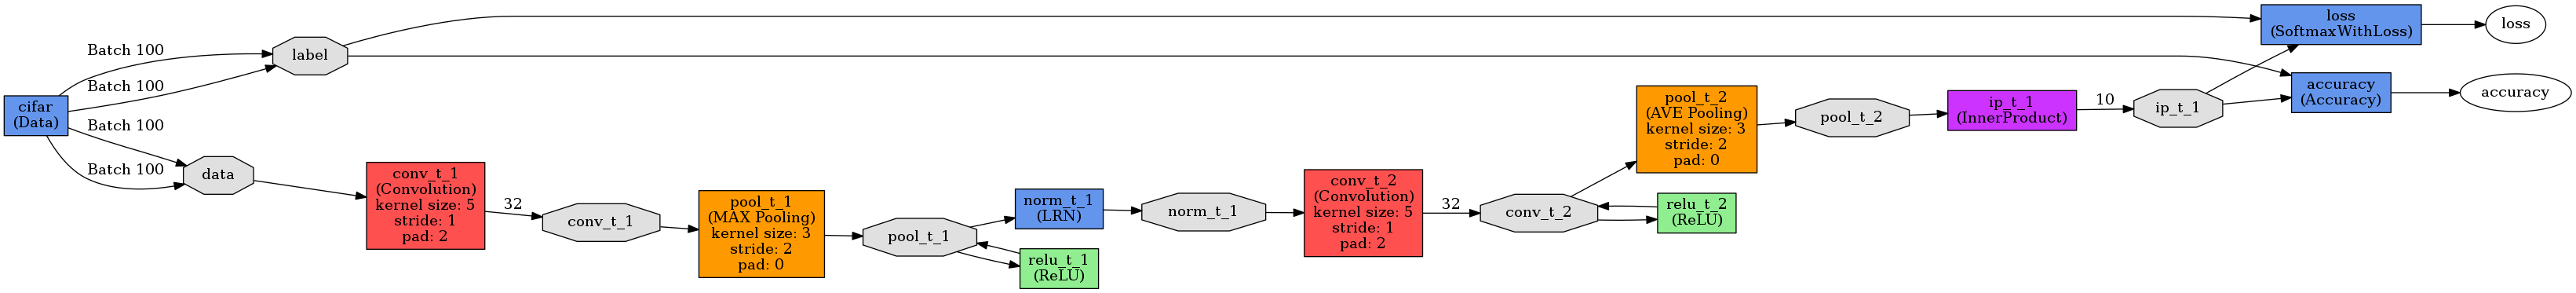 cifar
(Data)
Batch 100
Batch 100
Batch 100
Batch 100
label
data
conv_t_1
(Convolution)
kernel size: 5
stride: 1
pad: 2
32
conv_t_1
pool_t_1
(MAX Pooling)
kernel size: 3
stride: 2
pad: 0
pool_t_1
norm_t_1
(LRN)
relu_t_1
(ReLU)
norm_t_1
conv_t_2
(Convolution)
kernel size: 5
stride: 1
pad: 2
32
conv_t_2
pool_t_2
(AVE Pooling)
kernel size: 3
stride: 2
pad: 0
relu_t_2
(ReLU)
pool_t_2
ip_t_1
(InnerProduct)
10
ip_t_1
loss
(SoftmaxWithLoss)
accuracy
(Accuracy)
loss
accuracy